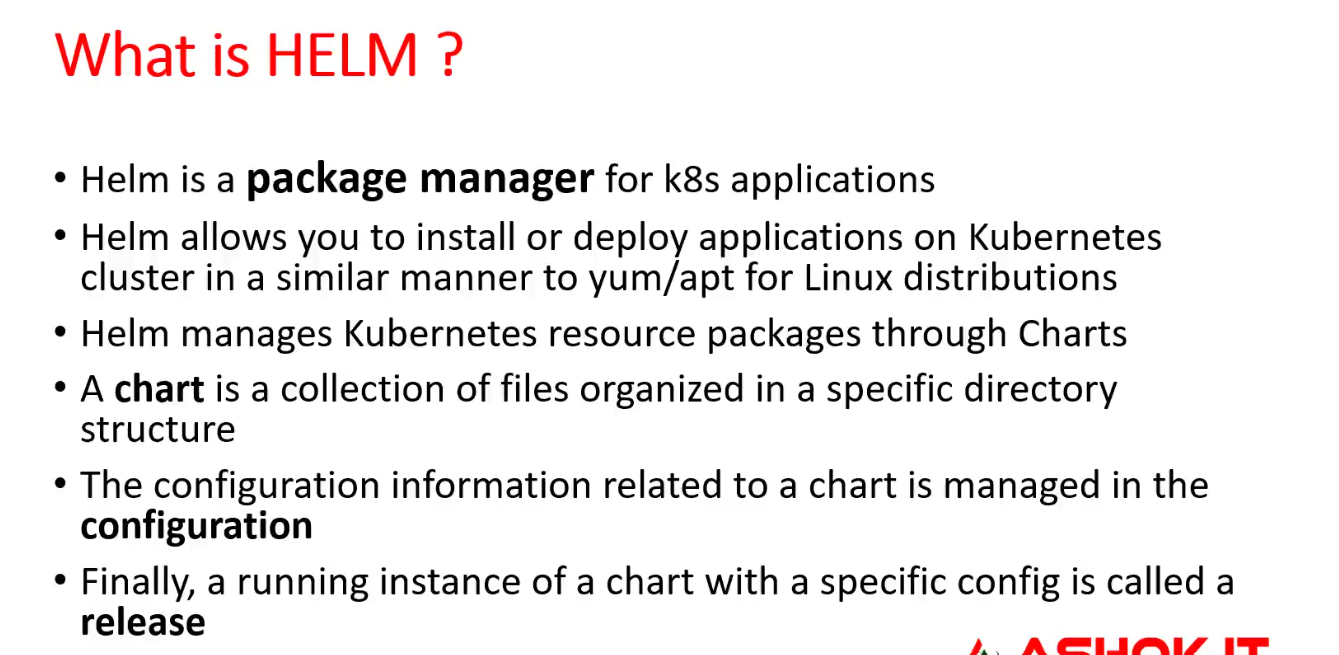 What is HELM ?
• Helm is a package manager for k8s applications
• Helm allows you to install or deploy applications on Kubernetes
cluster in a similar manner to yum/apt for Linux distributions
• Helm manages Kubernetes resource packages through Charts
• A chart is a collection of files organized in a specific directory
structure
• The configuration information related to a chart is managed in the
configuration
• Finally, a running instance of a chart with a specific config is called a
release
ASHOK IT